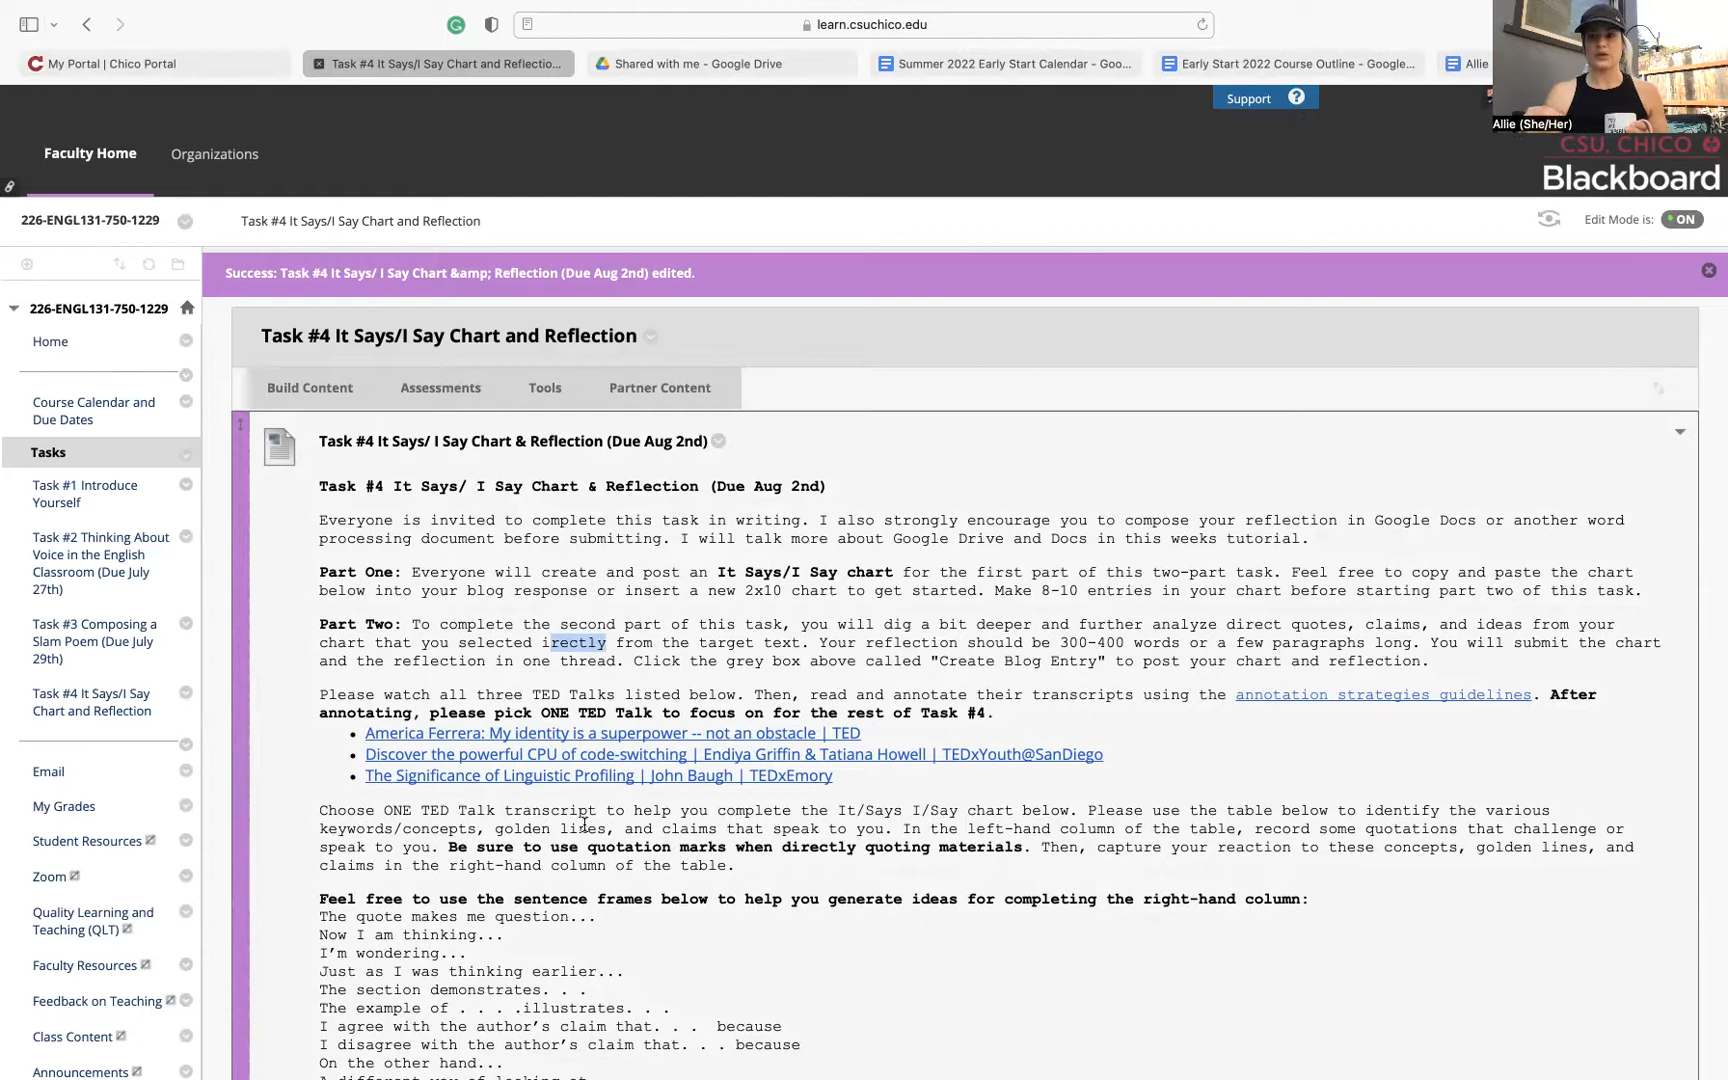 learn.csuchico.edu
My Portal | Chico Portal
Task #4 It Says/I Say Chart and Reflectio...
Shared with me - Google Drive
Summer 2022 Early Start Calendar - Goo...
Early Start 2022 Course Outline - Google...
Allie
Allie (She/Her)
Support ?
Faculty Home
Organizations
CSU, CHICO
Blackboard
226-ENGL131-750-1229
Task #4 It Says/I Say Chart and Reflection
Edit Mode is: ON
Success: Task #4 It Says/ I Say Chart &amp; Reflection (Due Aug 2nd) edited.
226-ENGL131-750-1229
Home
Course Calendar and
Due Dates
Tasks
Task #1 Introduce
Yourself
Task #2 Thinking About
Voice in the English
Classroom (Due July
27th)
Task #3 Composing a
Slam Poem (Due July
29th)
Task #4 It Says/I Say
Chart and Reflection
Email
My Grades
Student Resources
Zoom
Quality Learning and
Teaching (QLT)
Faculty Resources
Feedback on Teaching
Class Content
Announcements
Task #4 It Says/I Say Chart and Reflection
Build Content
Assessments
Tools
Partner Content
Task #4 It Says/ I Say Chart & Reflection (Due Aug 2nd)
Task #4 It Says/ I Say Chart & Reflection (Due Aug 2nd)
Everyone is invited to complete this task in writing. I also strongly encourage you to compose your reflection in Google Docs or another word
processing document before submitting. I will talk more about Google Drive and Docs in this weeks tutorial.
Part One: Everyone will create and post an It Says/I Say chart for the first part of this two-part task. Feel free to copy and paste the chart
below into your blog response or insert a new 2x10 chart to get started. Make 8-10 entries in your chart before starting part two of this task.
Part Two: To complete the second part of this task, you will dig a bit deeper and further analyze direct quotes, claims, and ideas from your
chart that you selected irectly from the target text. Your reflection should be 300-400 words or a few paragraphs long. You will submit the chart
and the reflection in one thread. Click the grey box above called "Create Blog Entry" to post your chart and reflection.
Please watch all three TED Talks listed below. Then, read and annotate their transcripts using the annotation strategies guidelines. After
annotating, please pick ONE TED Talk to focus on for the rest of Task #4.
• America Ferrera: My identity is a superpower -- not an obstacle | TED
• Discover the powerful CPU of code-switching | Endiya Griffin & Tatiana Howell | TEDxYouth@SanDiego
• The Significance of Linguistic Profiling | John Baugh | TEDxEmory
Choose ONE TED Talk transcript to help you complete the It/Says I/Say chart below. Please use the table below to identify the various
keywords/concepts, golden lines, and claims that speak to you. In the left-hand column of the table, record some quotations that challenge or
speak to you. Be sure to use quotation marks when directly quoting materials. Then, capture your reaction to these concepts, golden lines, and
claims in the right-hand column of the table.
Feel free to use the sentence frames below to help you generate ideas for completing the right-hand column:
The quote makes me question...
Now I am thinking...
I'm wondering...
Just as I was thinking earlier...
The section demonstrates. . .
The example of . . . .illustrates. . .
I agree with the author's claim that. . .  because
I disagree with the author's claim that. . . because
On the other hand...